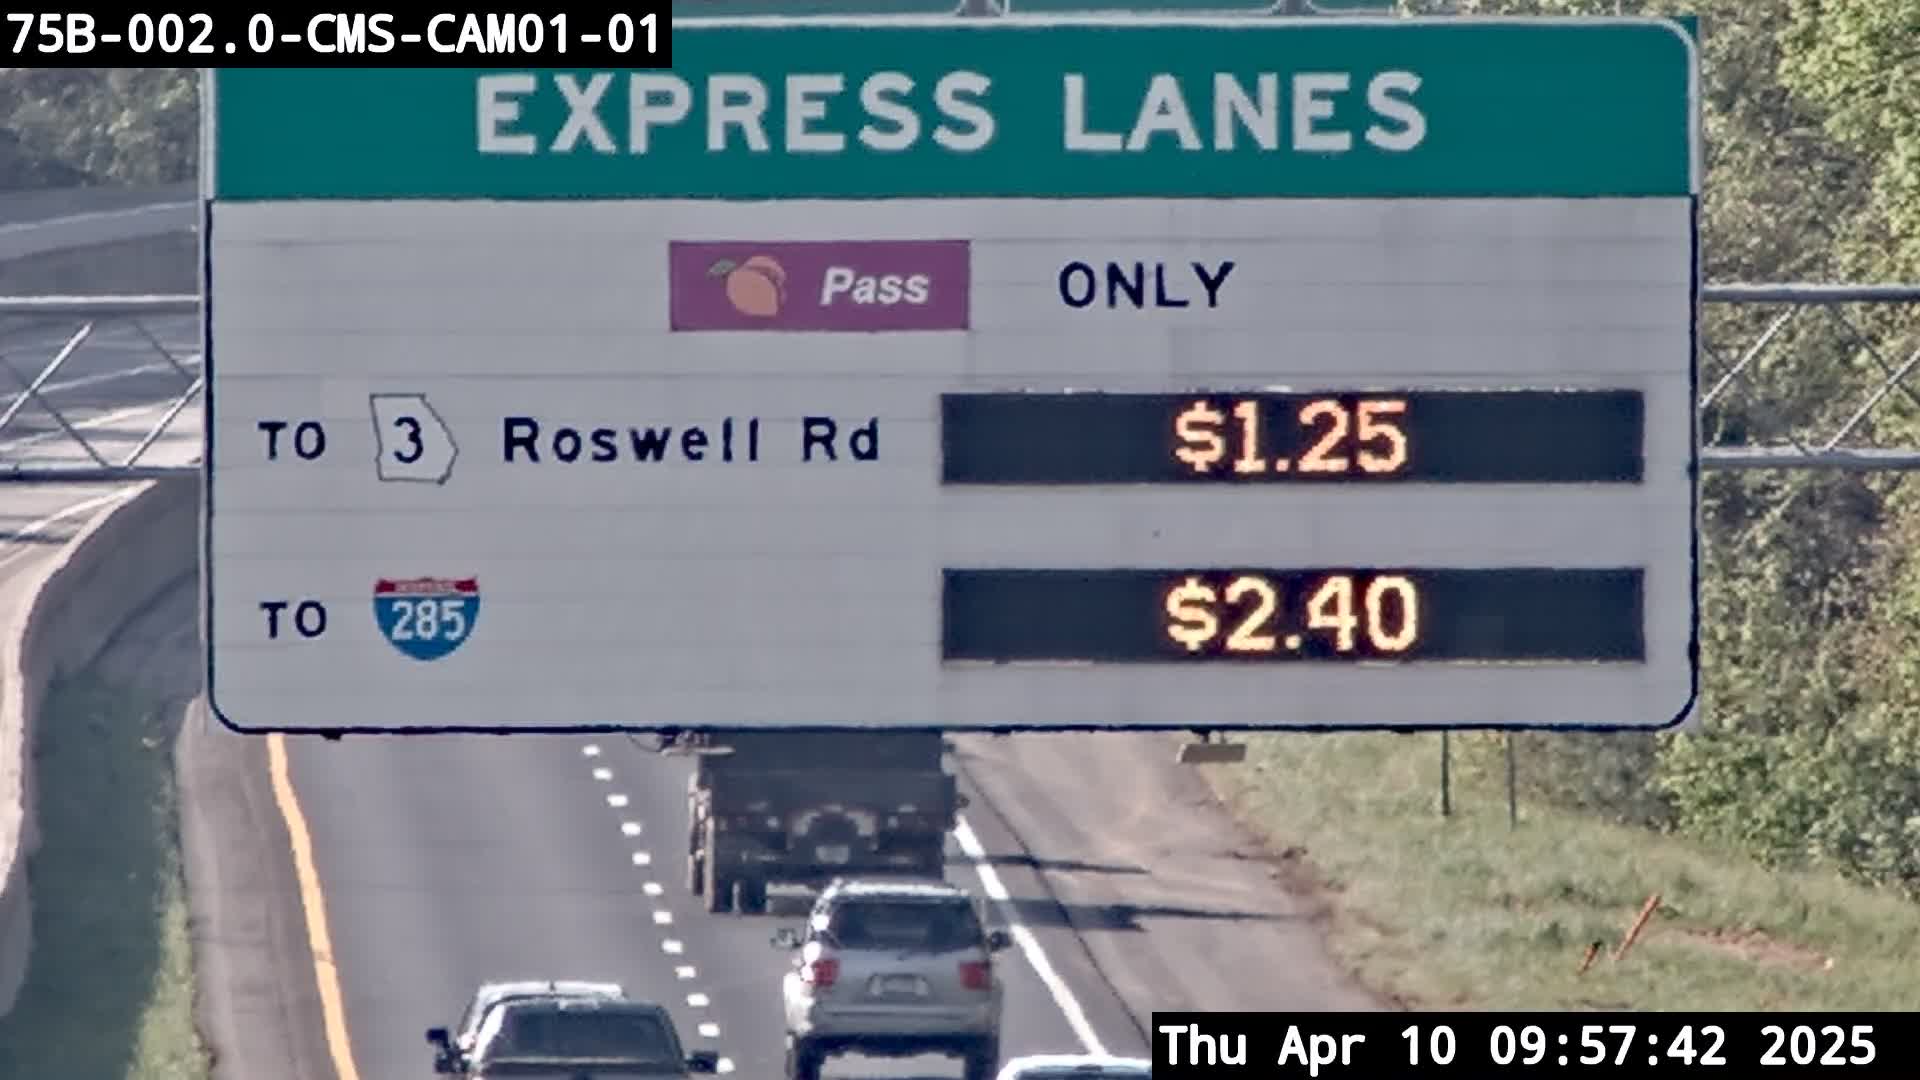 75B-002.0-CMS-CAM01-01
EXPRESS LANES
Pass ONLY
TO 3 Roswell Rd $1.25
TO 285 $2.40
Thu Apr 10 09:57:42 2025